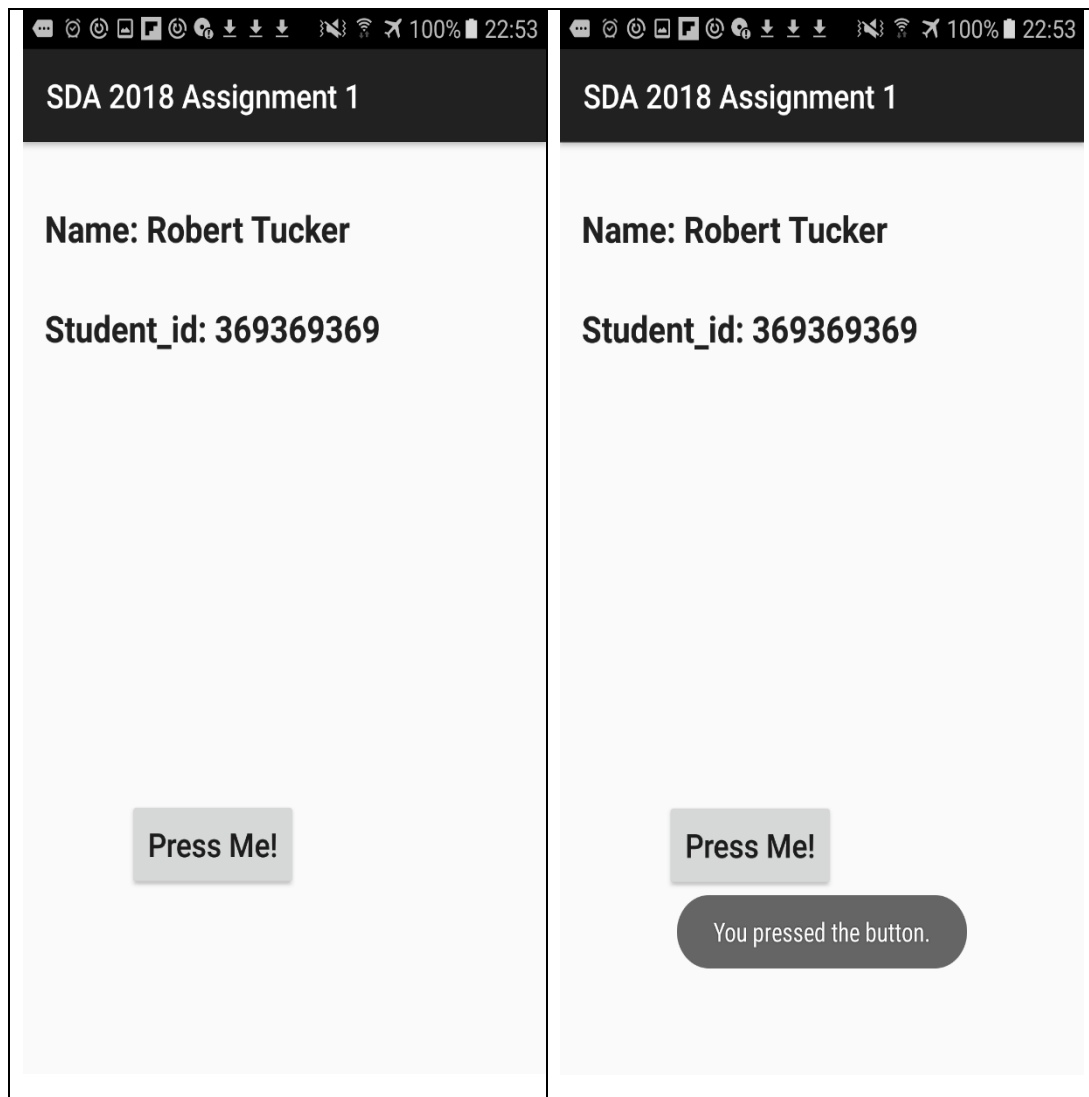 100% 22:53
SDA 2018 Assignment 1
Name: Robert Tucker
Student_id: 369369369
Press Me!
100% 22:53
SDA 2018 Assignment 1
Name: Robert Tucker
Student_id: 369369369
Press Me!
You pressed the button.